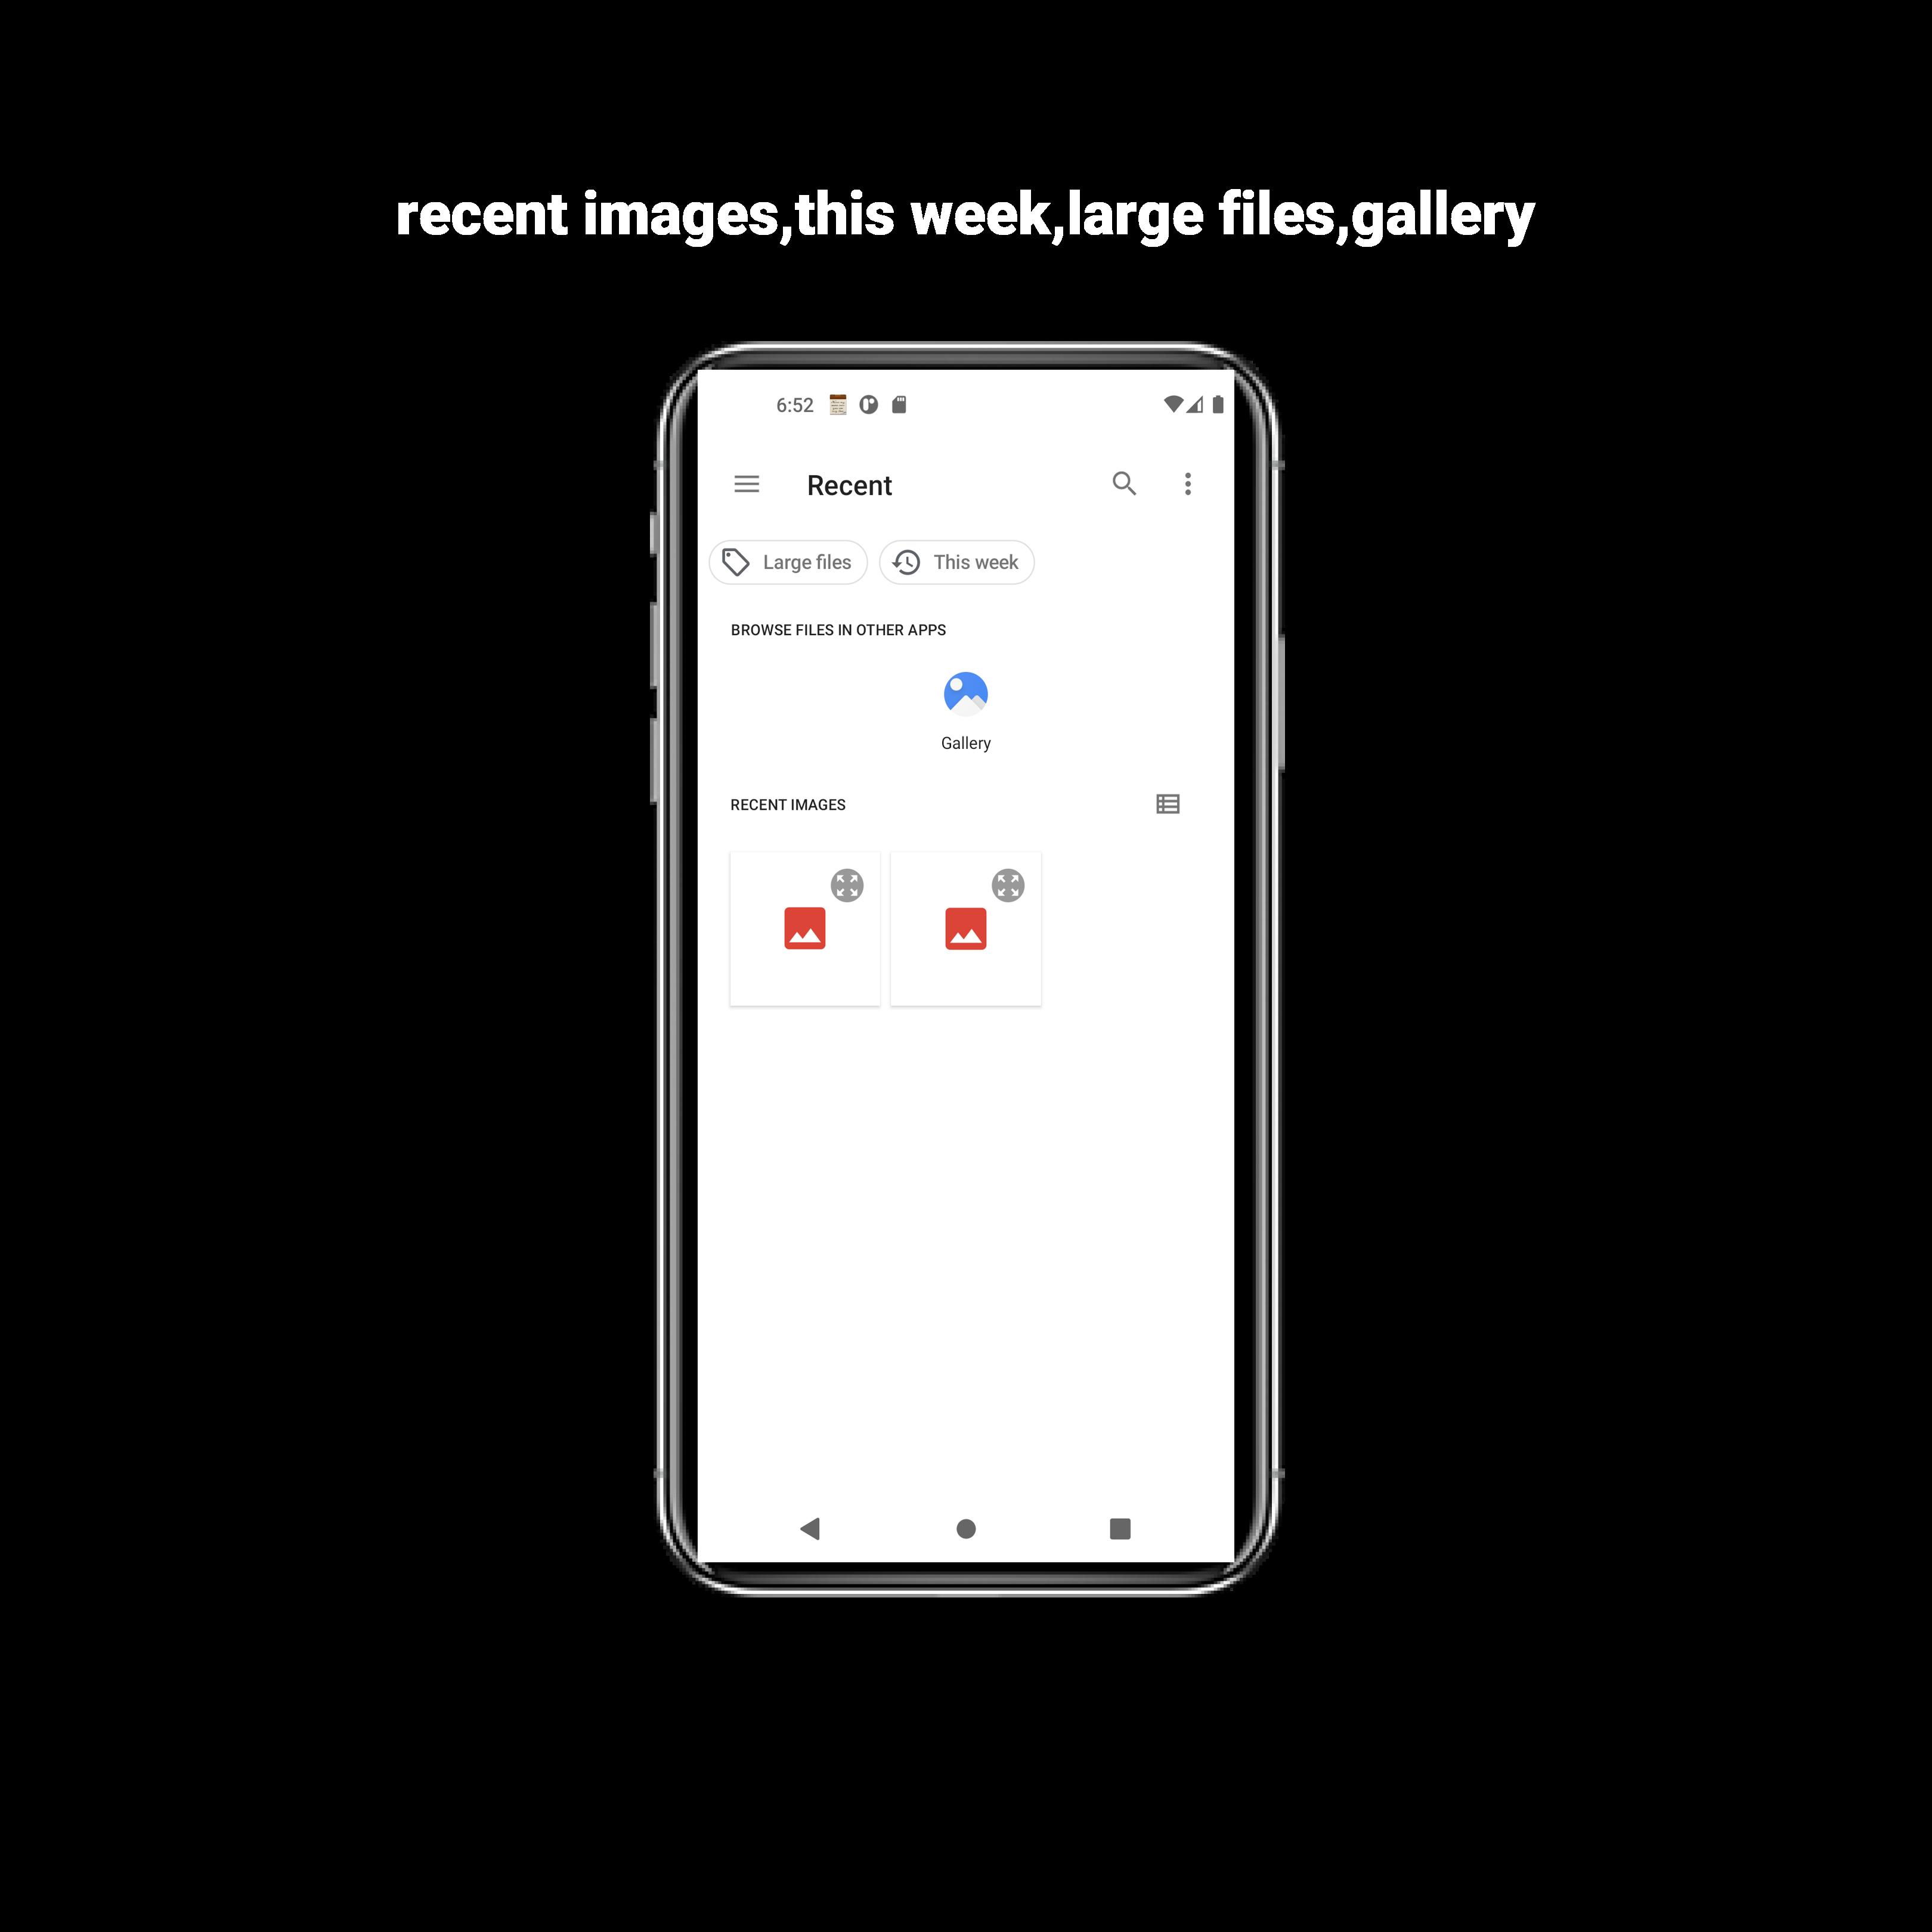 recent images,this week,large files,gallery
6:52
Recent
Large files
This week
BROWSE FILES IN OTHER APPS
Gallery
RECENT IMAGES